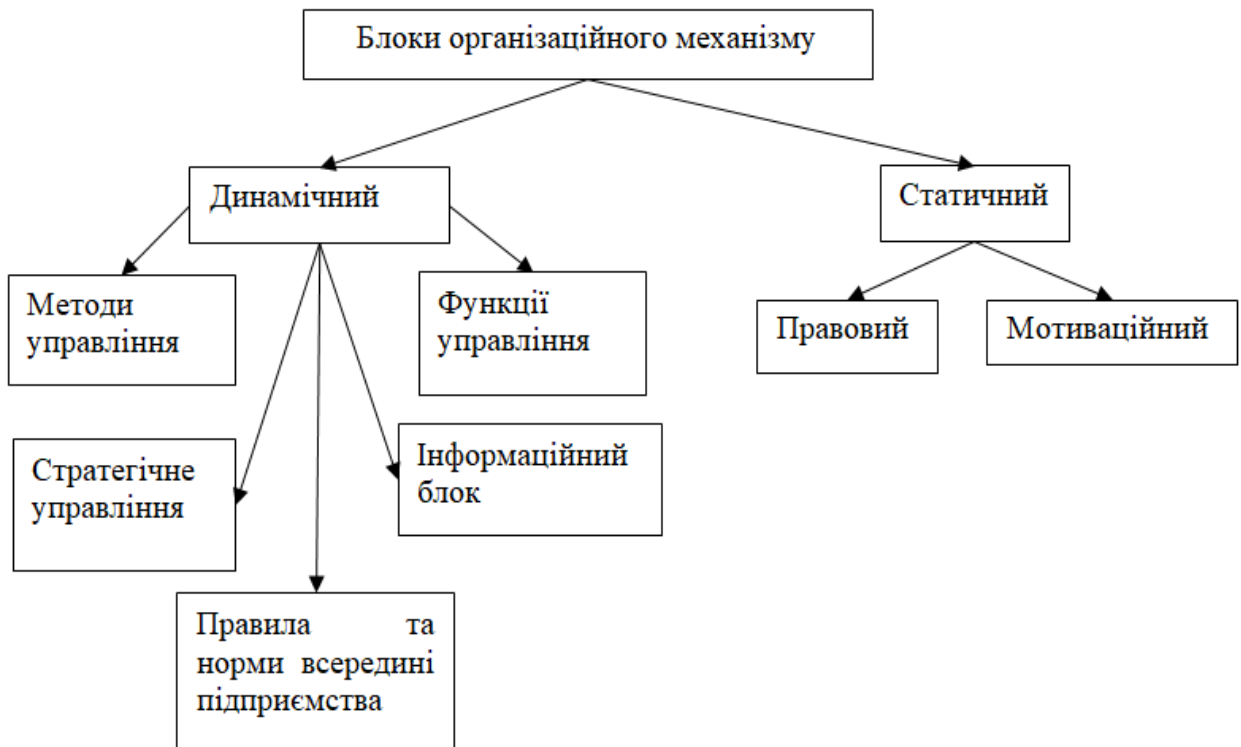 Блоки організаційного механізму
Динамічний
Статичний
Методи
управління
Функції
управління
Правовий
Мотиваційний
Стратегічне
управління
Інформаційний
блок
Правила та
норми всередині
підприємства